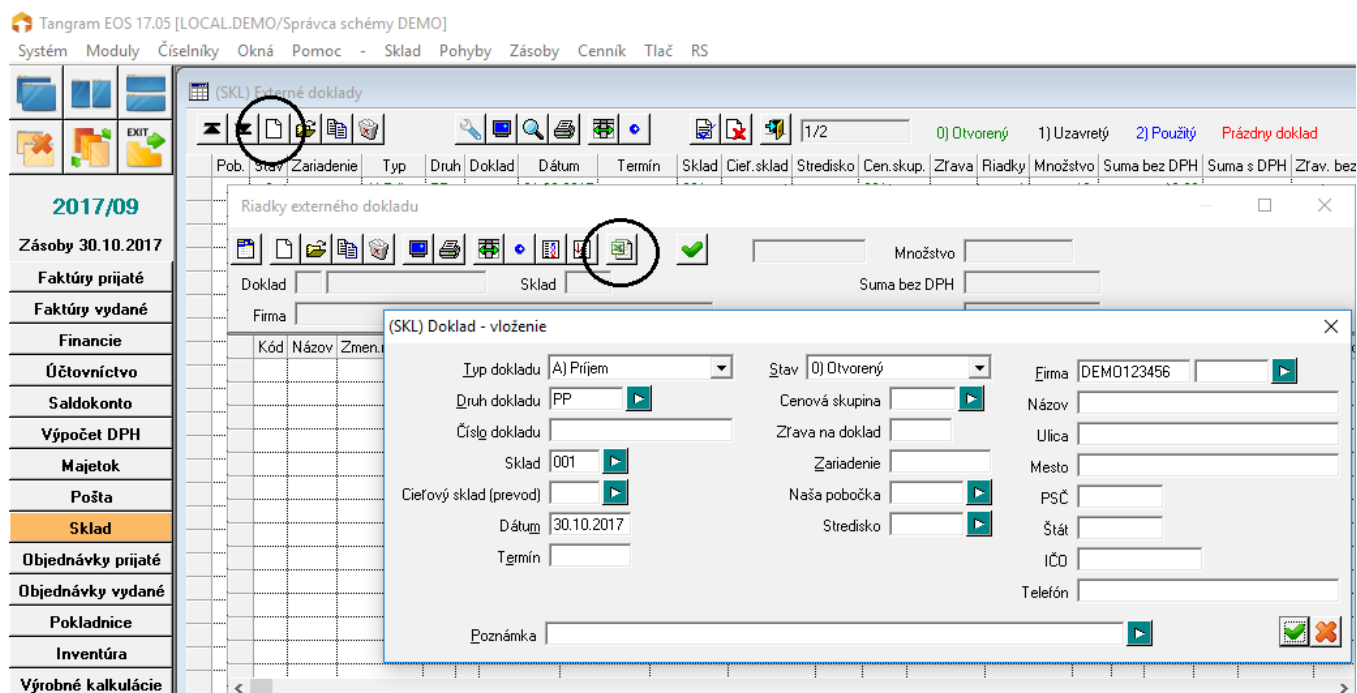 Tangram EOS 17.05 [LOCAL.DEMO/Správca schémy DEMO]
Systém Moduly Číselníky Okná Pomoc - Sklad Pohyby Zásoby Cenník Tlač RS
(SKL) Externé doklady
EXIT
1/2 0) Otvorený 1) Uzavretý 2) Použitý Prázdny doklad
Pob. Stav Zariadenie Typ Druh Doklad Dátum Termín Sklad Cieľ.sklad Stredisko Cen.skup. Zľava Riadky Množstvo Suma bez DPH Suma s DPH Zľav. bez
2017/09
Zásoby 30.10.2017
Faktúry prijaté
Faktúry vydané
Financie
Účtovníctvo
Saldokonto
Výpočet DPH
Majetok
Pošta
Sklad
Objednávky prijaté
Objednávky vydané
Pokladnice
Inventúra
Výrobné kalkulácie
Riadky externého dokladu
Množstvo
Doklad Sklad Suma bez DPH
Firma
Kód Názov
(SKL) Doklad - vloženie
Typ dokladu A) Príjem Stav 0) Otvorený Firma DEMO123456
Druh dokladu PP Cenová skupina Názov
Číslo dokladu Zľava na doklad Ulica
Sklad 001 Zariadenie Mesto
Cieľový sklad (prevod) Naša pobočka PSČ
Dátum 30.10.2017 Stredisko Štát
Termín IČO
Telefón
Poznámka